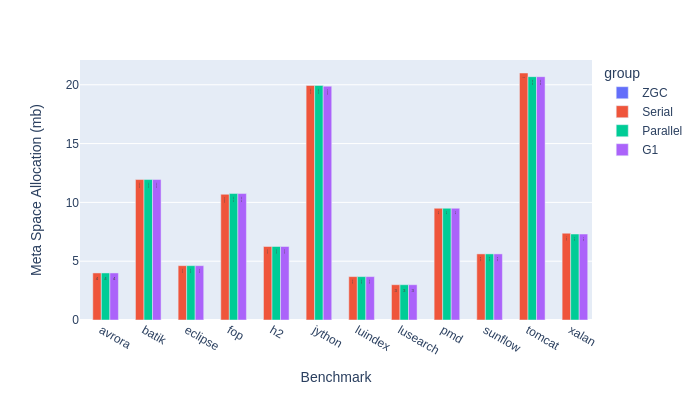 group
ZGC
Serial
Parallel
G1
Meta Space Allocation (mb)
20
15
10
5
0
avrora
batik
eclipse
fop
h2
jython
luindex
lusearch
pmd
sunflow
tomcat
xalan
Benchmark